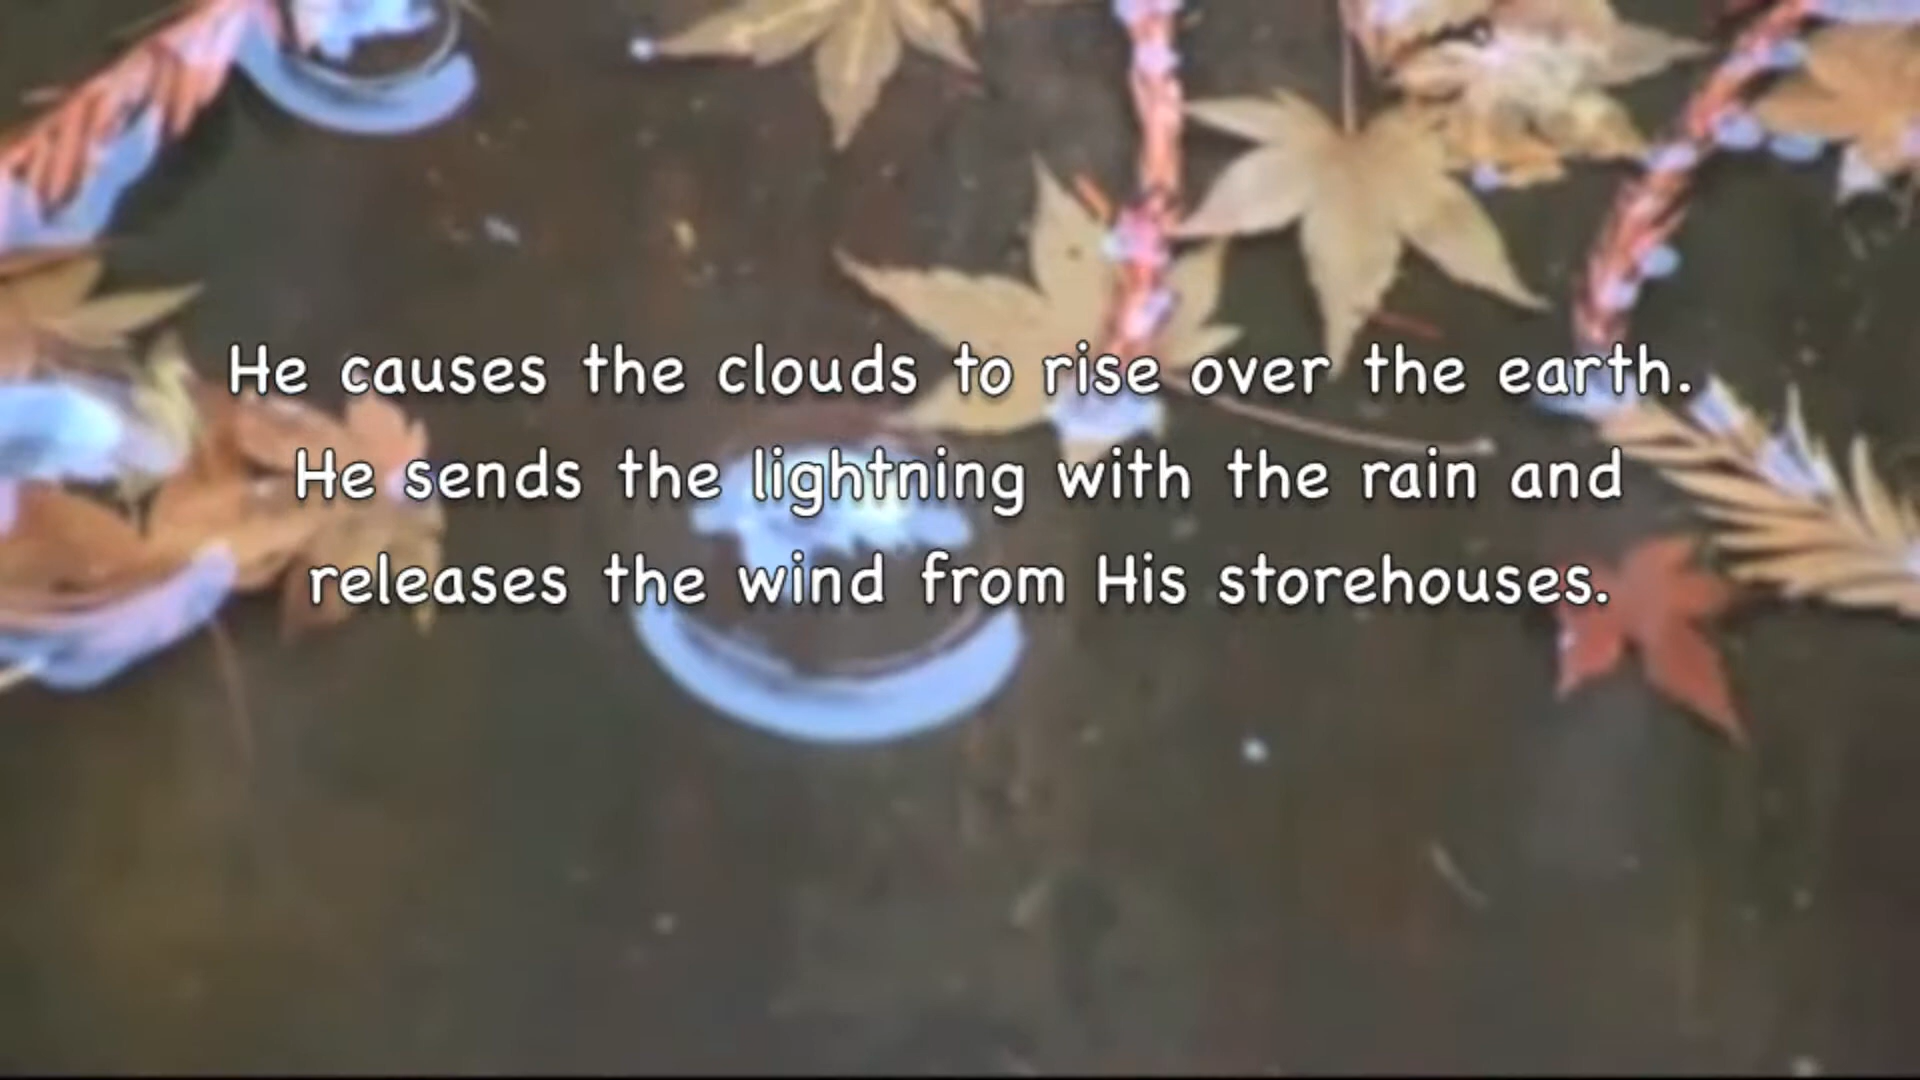 He causes the clouds to rise over the earth.
He sends the lightning with the rain and
releases the wind from His storehouses.